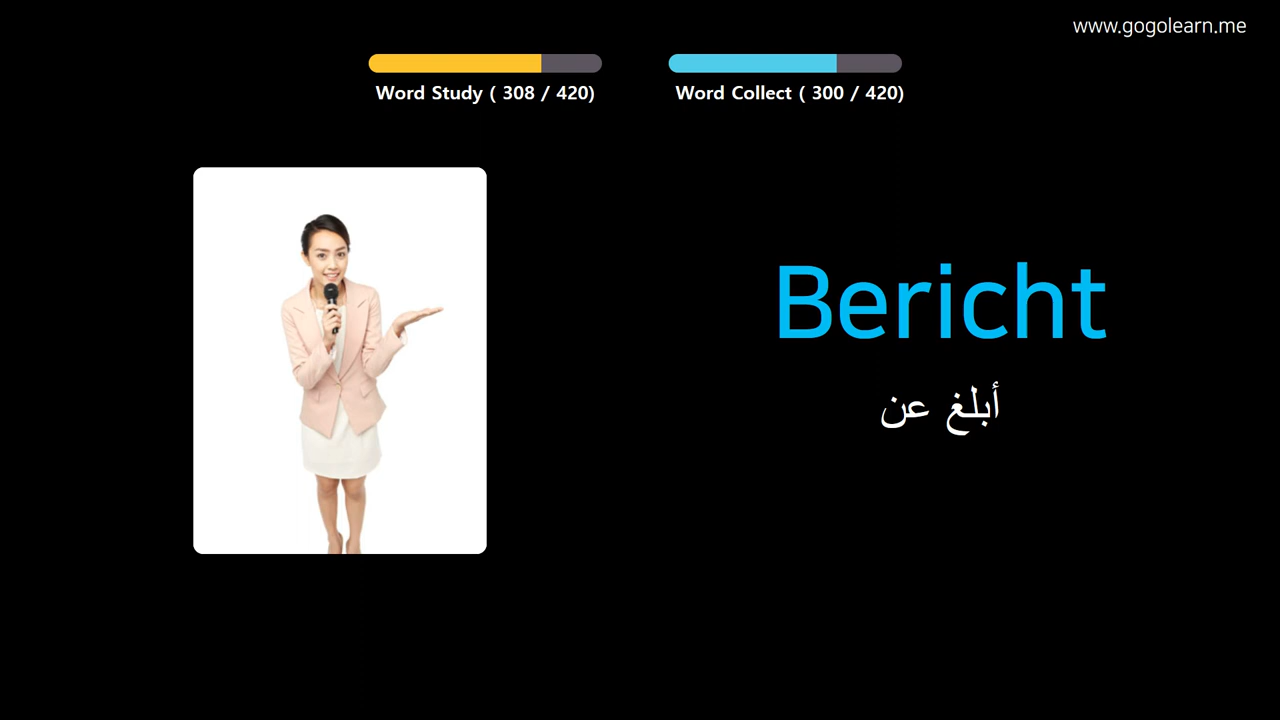 www.gogolearn.me
Word Study ( 308 / 420)
Word Collect ( 300 / 420)
Bericht
أبلغ عن